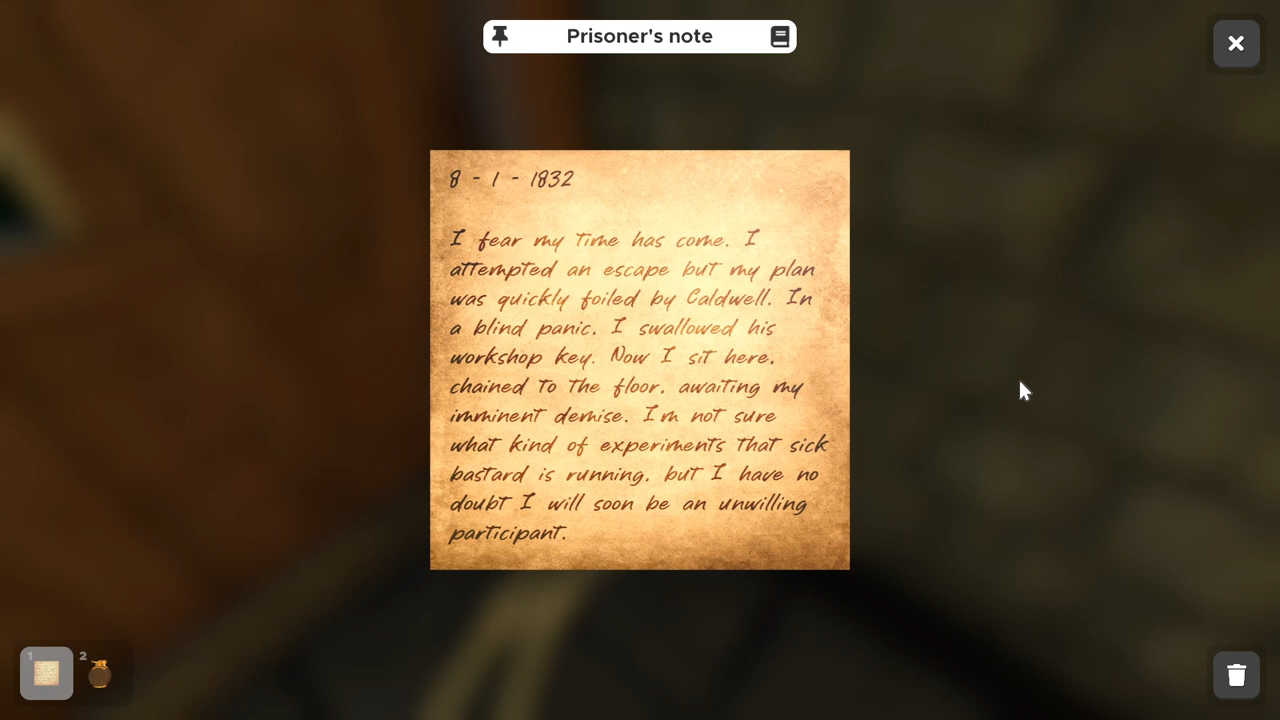 Prisoner's note
8 - 1 - 1832
I fear my time has come. I
attempted an escape but my plan
was quickly foiled by Caldwell. In
a blind panic, I swallowed his
workshop key. Now I sit here,
chained to the floor, awaiting my
imminent demise. I'm not sure
what kind of experiments that sick
bastard is running, but I have no
doubt I will soon be an unwilling
participant.
1
2